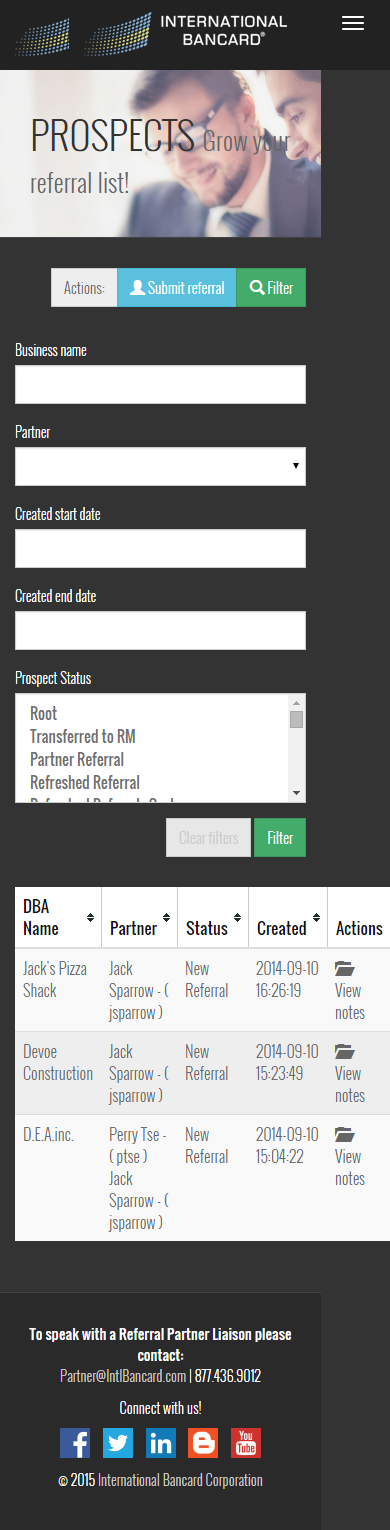 INTERNATIONAL
BANCARD®
PROSPECTS Grow your
referral list!
Actions: Submit referral Filter
Business name
Partner
Created start date
Created end date
Prospect Status
Root
Transferred to RM
Partner Referral
Refreshed Referral
Clear filters Filter
DBA
Name Partner Status Created Actions
Jack's Pizza Jack New 2014-09-10
Shack Sparrow - ( Referral 16:26:19 View
jsparrow ) notes
Devoe Jack New 2014-09-10
Construction Sparrow - ( Referral 15:23:49 View
jsparrow ) notes
D.E.A.inc. Perry Tse - New 2014-09-10
( ptse ) Referral 15:04:22 View
Jack notes
Sparrow - (
jsparrow )
To speak with a Referral Partner Liaison please
contact:
Partner@IntlBancard.com | 877.436.9012
Connect with us!
You
Tube
© 2015 International Bancard Corporation